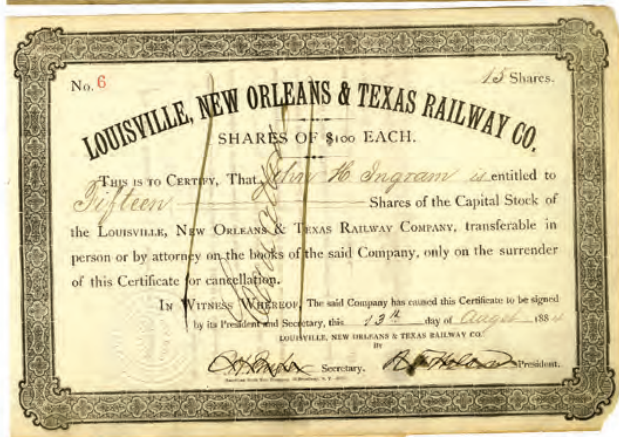 No. 6
15 Shares.
LOUISVILLE, NEW ORLEANS & TEXAS RAILWAY CO.
SHARES OF $100 EACH.
THIS IS TO CERTIFY, That John H Ingram is entitled to
Fifteen Shares of the Capital Stock of
the LOUISVILLE, NEW ORLEANS & TEXAS RAILWAY COMPANY, transferable in
person or by attorney on the books of the said Company, only on the surrender
of this Certificate for cancellation.
IN WITNESS WHEREOF, The said Company has caused this Certificate to be signed
by its President and Secretary, this 13th day of Augst 1884
LOUISVILLE, NEW ORLEANS & TEXAS RAILWAY CO.
BY
Secretary. President.